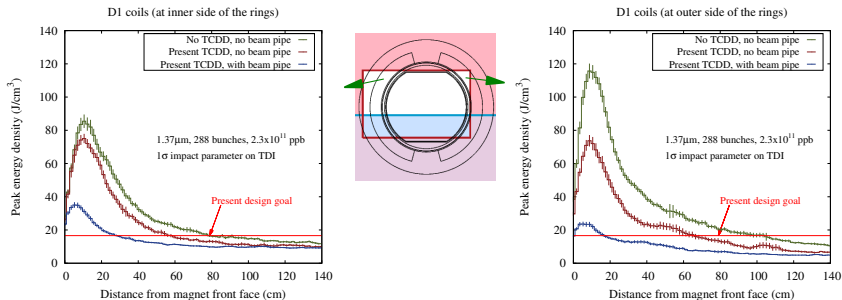 D1 coils (at inner side of the rings)
No TCDD, no beam pipe
Present TCDD, no beam pipe
Present TCDD, with beam pipe
1.37μm, 288 bunches, 2.3x10¹¹ ppb
1σ impact parameter on TDI
Present design goal
Peak energy density (J/cm³)
140
120
100
80
60
40
20
0
0 20 40 60 80 100 120 140
Distance from magnet front face (cm)
D1 coils (at outer side of the rings)
No TCDD, no beam pipe
Present TCDD, no beam pipe
Present TCDD, with beam pipe
1.37μm, 288 bunches, 2.3x10¹¹ ppb
1σ impact parameter on TDI
Present design goal
Peak energy density (J/cm³)
140
120
100
80
60
40
20
0
0 20 40 60 80 100 120 140
Distance from magnet front face (cm)